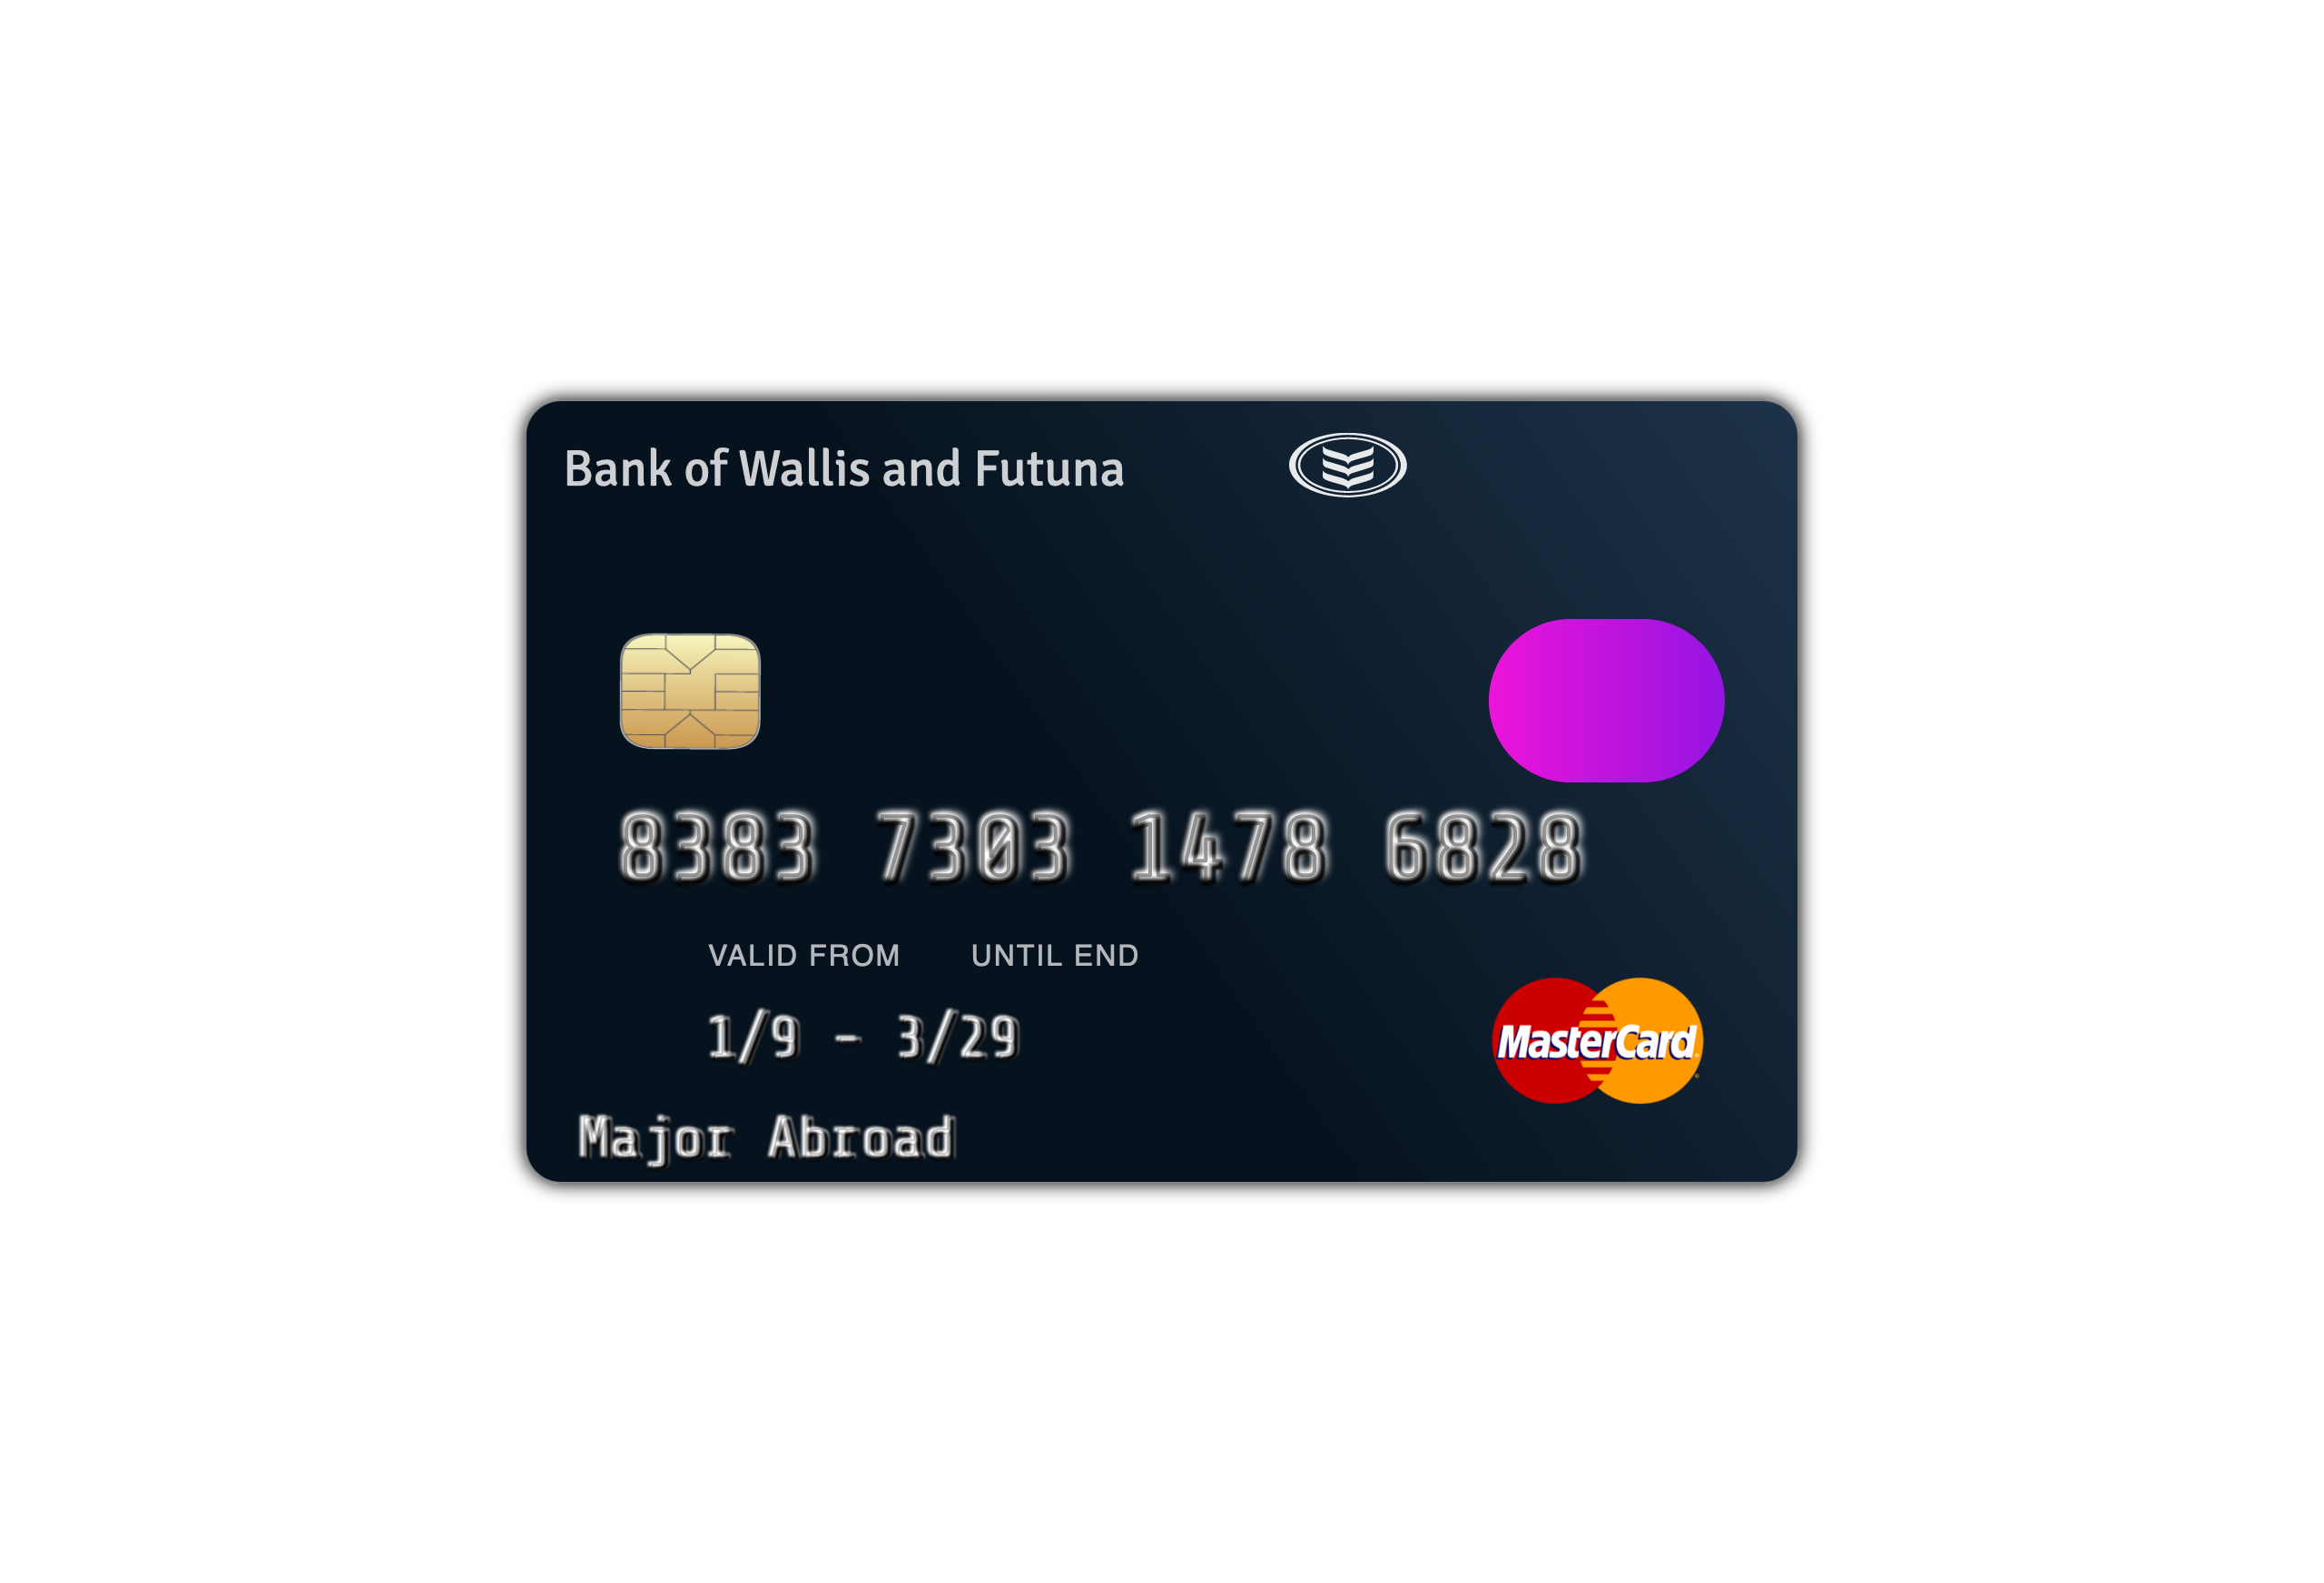 Bank of Wallis and Futuna
8383 7303 1478 6828
VALID FROM UNTIL END
1/9 - 3/29
MasterCard
Major Abroad